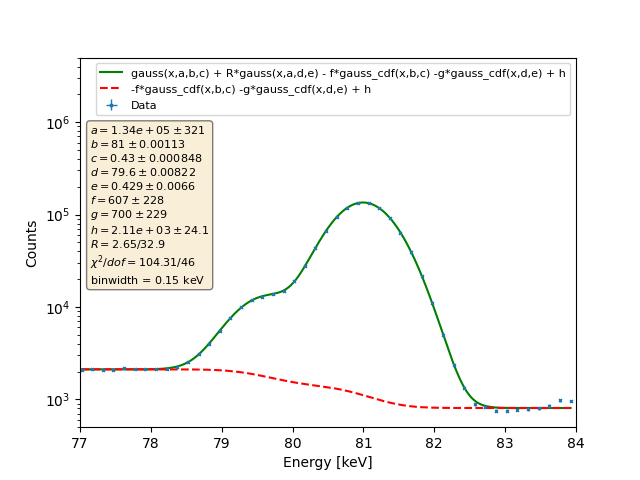 gauss(x,a,b,c) + R*gauss(x,a,d,e) - f*gauss_cdf(x,b,c) -g*gauss_cdf(x,d,e) + h
-f*gauss_cdf(x,b,c) -g*gauss_cdf(x,d,e) + h
Data
a = 1.34e + 05 ± 321
b = 81 ± 0.00113
c = 0.43 ± 0.000848
d = 79.6 ± 0.00822
e = 0.429 ± 0.0066
f = 607 ± 228
g = 700 ± 229
h = 2.11e + 03 ± 24.1
R = 2.65/32.9
χ²/dof = 104.31/46
binwidth = 0.15 keV
Counts
10⁶
10⁵
10⁴
10³
77 78 79 80 81 82 83 84
Energy [keV]